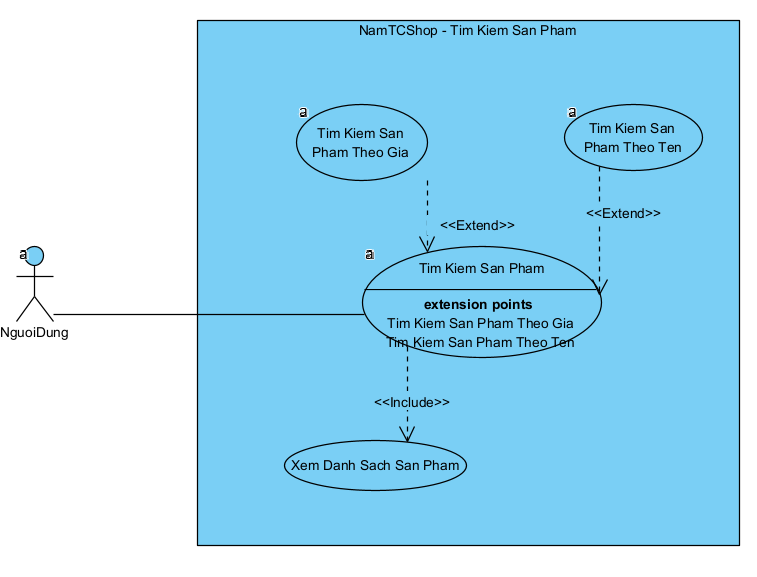 NamTCShop - Tim Kiem San Pham
a
Tim Kiem San
Pham Theo Gia
a
Tim Kiem San
Pham Theo Ten
<<Extend>>
<<Extend>>
a
NguoiDung
a
Tim Kiem San Pham
extension points
Tim Kiem San Pham Theo Gia
Tim Kiem San Pham Theo Ten
<<Include>>
Xem Danh Sach San Pham